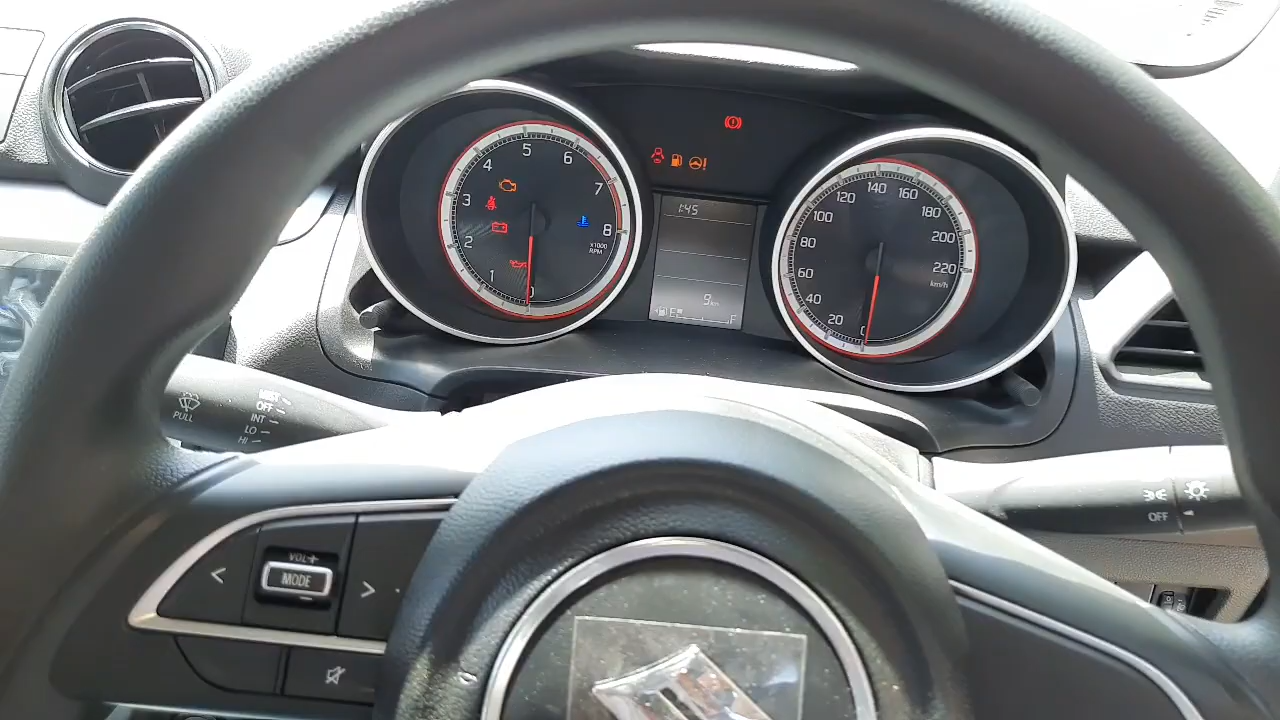 0
1
2
3
4
5
6
7
8
x1000
RPM
1:45
9km
E
F
0
20
40
60
80
100
120
140
160
180
200
220
km/h
PULL
MIST
OFF
INT
LO
HI
OFF
VOL+
<
MODE
>
-